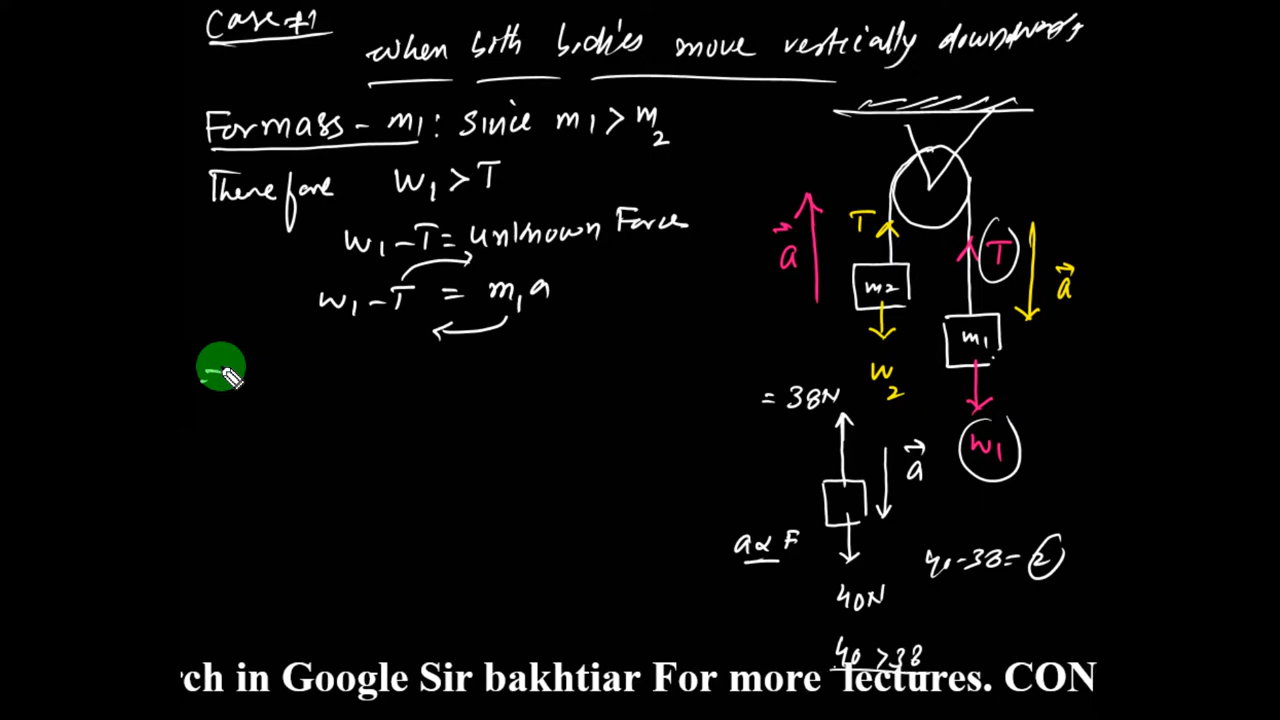 Case #1
when both bodies move vertically downwards
For mass - m1: since m1 > m2
Therefore w1 > T
w1 - T = unknown Force
w1 - T = m1 a
T
T
a
a
m2
m1
w2
w1
= 38N
a
a ∝ F
40N
40 - 38 = 2
40 > 38
rch in Google Sir bakhtiar For more lectures. CON